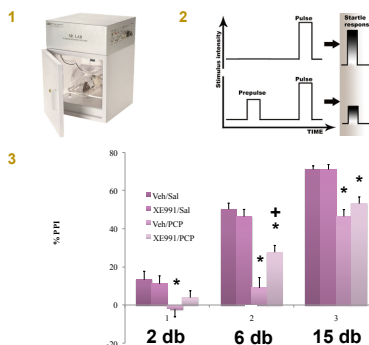 1
SR LAB
2
Stimulus intensity
Pulse
Startle
respons
Prepulse
Pulse
TIME
3
% PPI
80
60
40
20
0
-20
Veh/Sal
XE991/Sal
Veh/PCP
XE991/PCP
*
*
+
*
*
*
1
2
3
2 db
6 db
15 db